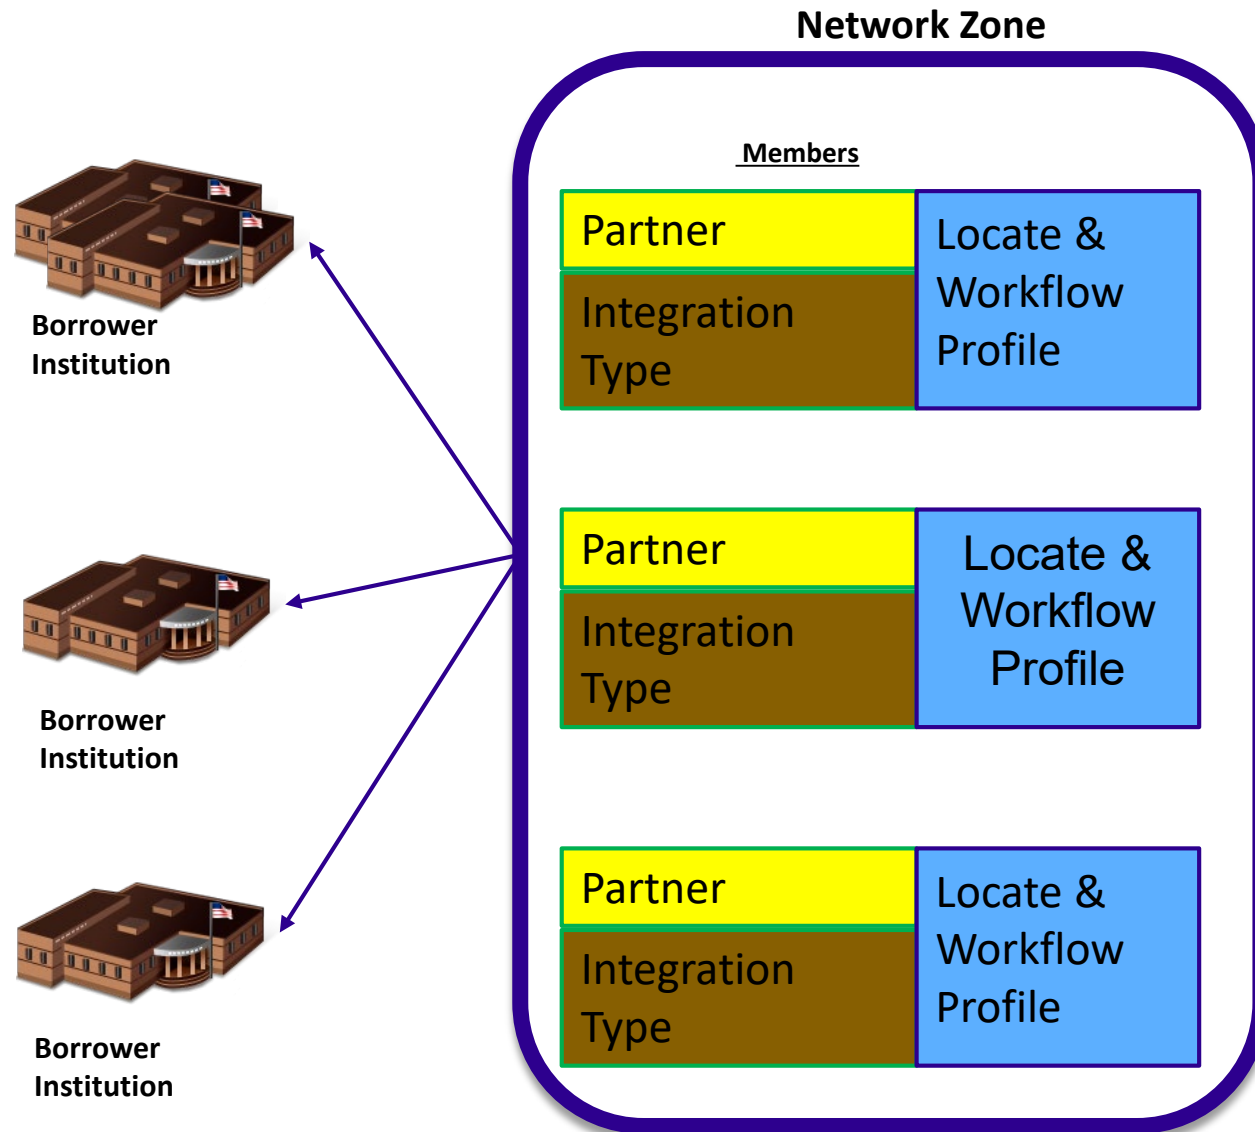 Network Zone
Members
Partner
Integration
Type
Locate &
Workflow
Profile
Borrower
Institution
Partner
Integration
Type
Locate &
Workflow
Profile
Borrower
Institution
Partner
Integration
Type
Locate &
Workflow
Profile
Borrower
Institution